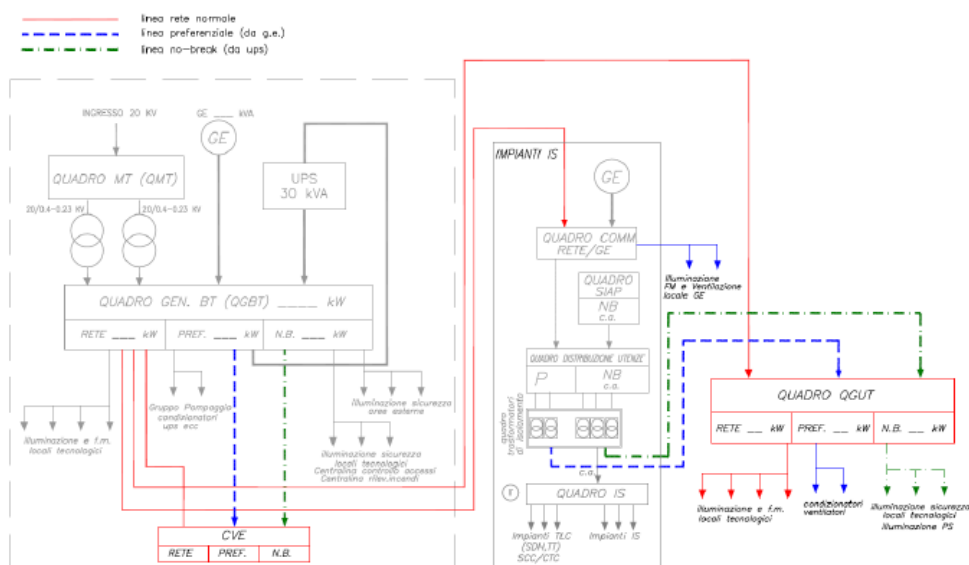 linea rete normale
linea preferenziale (da g.e.)
linea no-break (da ups)
INGRESSO 20 KV
GE ___ kVA
GE
QUADRO MT (QMT)
UPS
30 kVA
20/0.4-0.23 KV
20/0.4-0.23 KV
QUADRO GEN. BT (QGBT) ____ kW
RETE ___ kW
PREF. ___ kW
N.B. ___ kW
illuminazione e f.m.
locali tecnologici
Gruppo Pompaggio
condizionatori
ups ecc
illuminazione sicurezza
aree esterne
illuminazione sicurezza
locali tecnologici
Centralina controllo accessi
Centralina rilev.incendi
CVE
RETE
PREF.
N.B.
IMPIANTI IS
GE
QUADRO COMM
RETE/GE
illuminazione
FM e Ventilazione
locale GE
QUADRO
SIAP
NB
c.a.
QUADRO DISTRIBUZIONE UTENZE
P
NB
c.a.
quadro
trasformatori
di isolamento
c.a.
r
QUADRO IS
Impianti TLC
(SDH,TT)
SCC/CTC
Impianti IS
QUADRO QGUT
RETE __ kW
PREF. __ kW
N.B. __ kW
illuminazione e f.m.
locali tecnologici
condizionatori
ventilatori
illuminazione sicurezza
locali tecnologici
illuminazione PS